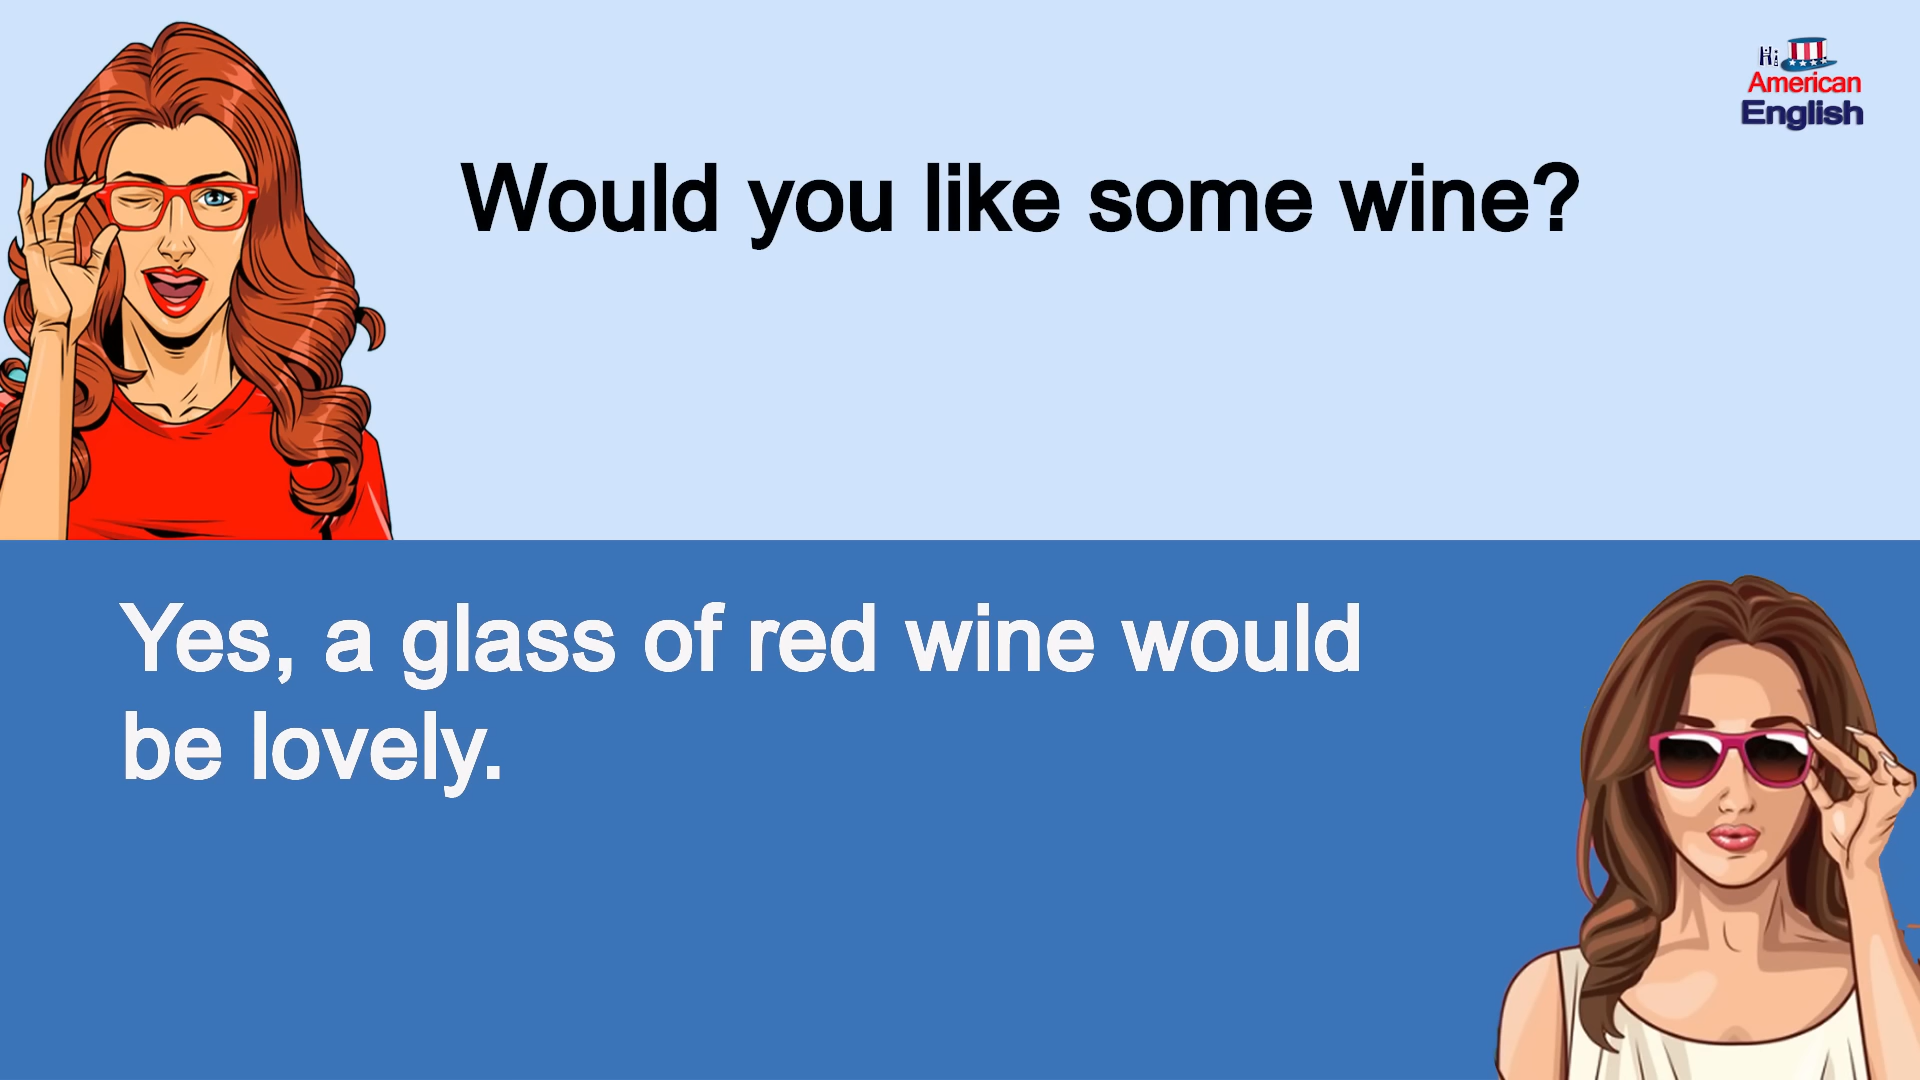 Hi
American
English
Would you like some wine?
Yes, a glass of red wine would
be lovely.